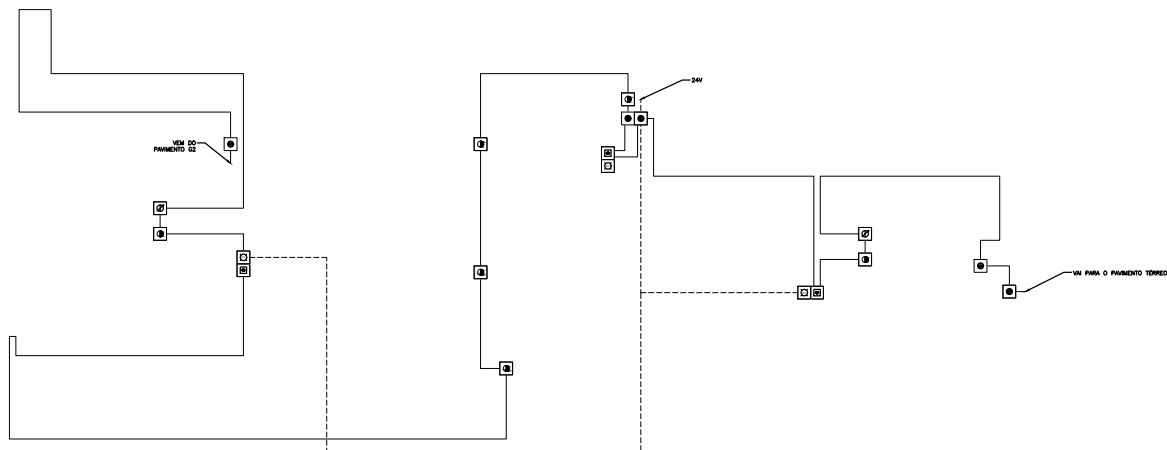 24V
VEM DO
PAVIMENTO G2
VAI PARA O PAVIMENTO TÉRREO